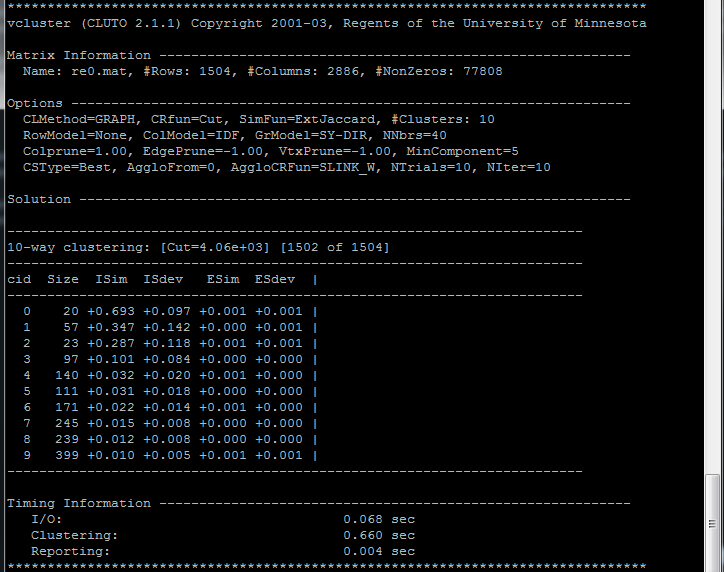 ********************************************************************************
vcluster (CLUTO 2.1.1) Copyright 2001-03, Regents of the University of Minnesota

Matrix Information -----------------------------------------------------------
  Name: re0.mat, #Rows: 1504, #Columns: 2886, #NonZeros: 77808

Options ----------------------------------------------------------------------
  CLMethod=GRAPH, CRfun=Cut, SimFun=ExtJaccard, #Clusters: 10
  RowModel=None, ColModel=IDF, GrModel=SY-DIR, NNbrs=40
  Colprune=1.00, EdgePrune=-1.00, VtxPrune=-1.00, MinComponent=5
  CSType=Best, AggloFrom=0, AggloCRFun=SLINK_W, NTrials=10, NIter=10

Solution ---------------------------------------------------------------------

------------------------------------------------------------------------
10-way clustering: [Cut=4.06e+03] [1502 of 1504]
------------------------------------------------------------------------
cid  Size  ISim  ISdev   ESim  ESdev  |
------------------------------------------------------------------------
  0    20 +0.693 +0.097 +0.001 +0.001 |
  1    57 +0.347 +0.142 +0.000 +0.001 |
  2    23 +0.287 +0.118 +0.001 +0.001 |
  3    97 +0.101 +0.084 +0.000 +0.000 |
  4   140 +0.032 +0.020 +0.001 +0.000 |
  5   111 +0.031 +0.018 +0.000 +0.000 |
  6   171 +0.022 +0.014 +0.001 +0.000 |
  7   245 +0.015 +0.008 +0.000 +0.000 |
  8   239 +0.012 +0.008 +0.000 +0.000 |
  9   399 +0.010 +0.005 +0.001 +0.001 |
------------------------------------------------------------------------

Timing Information -----------------------------------------------------------
   I/O:                                   0.068 sec
   Clustering:                            0.660 sec
   Reporting:                             0.004 sec
********************************************************************************